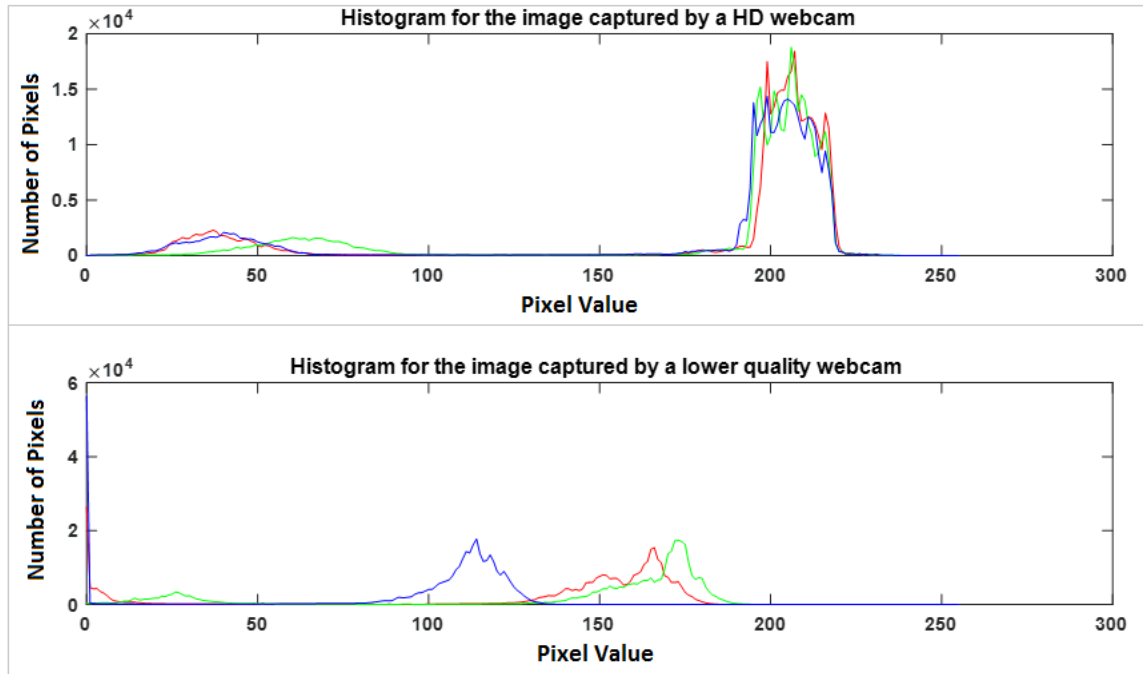 Histogram for the image captured by a HD webcam
×10⁴
2
1.5
1
0.5
0
Number of Pixels
0 50 100 150 200 250 300
Pixel Value
Histogram for the image captured by a lower quality webcam
×10⁴
6
4
2
0
Number of Pixels
0 50 100 150 200 250 300
Pixel Value